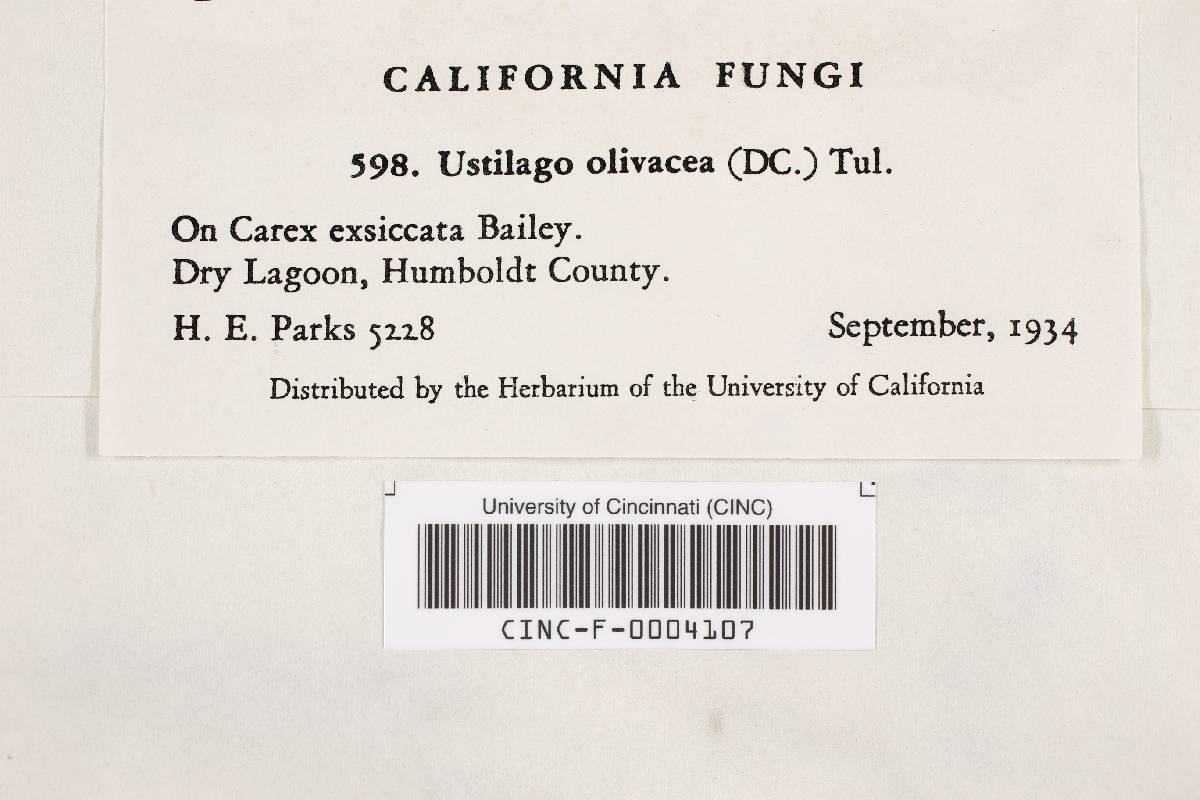 CALIFORNIA FUNGI
598. Ustilago olivacea (DC.) Tul.
On Carex exsiccata Bailey.
Dry Lagoon, Humboldt County.
H. E. Parks 5228 September, 1934
Distributed by the Herbarium of the University of California
University of Cincinnati (CINC)
CINC-F-0004107